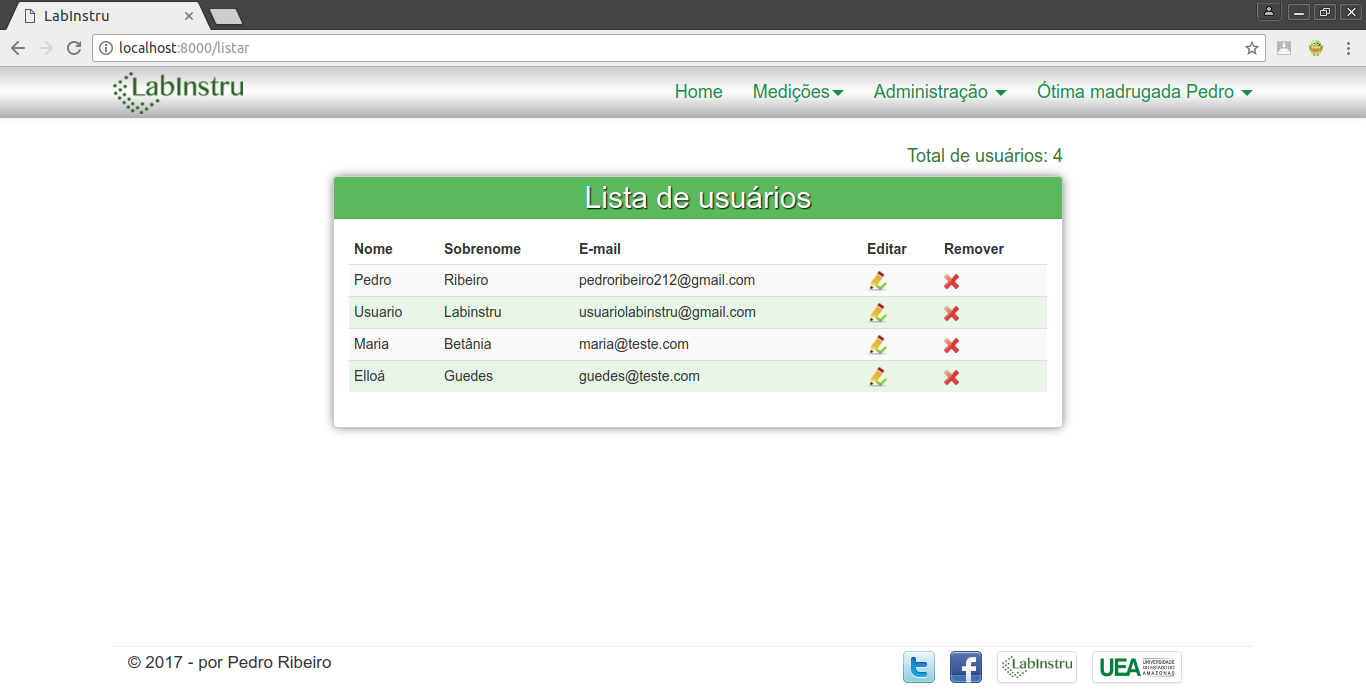 LabInstru
localhost:8000/listar
LabInstru Home Medições Administração Ótima madrugada Pedro
Total de usuários: 4
Lista de usuários
Nome Sobrenome E-mail Editar Remover
Pedro Ribeiro pedroribeiro212@gmail.com
Usuario Labinstru usuariolabinstru@gmail.com
Maria Betânia maria@teste.com
Elloá Guedes guedes@teste.com
© 2017 - por Pedro Ribeiro
LabInstru
UEA
UNIVERSIDADE
DO ESTADO DO
AMAZONAS